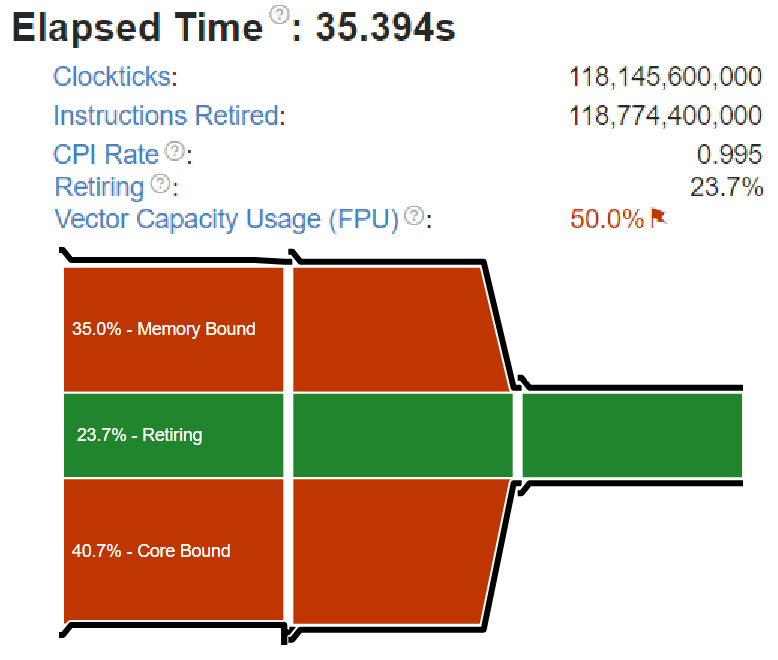 Elapsed Time ?: 35.394s
Clockticks: 118,145,600,000
Instructions Retired: 118,774,400,000
CPI Rate ?: 0.995
Retiring ?: 23.7%
Vector Capacity Usage (FPU) ?: 50.0%
35.0% - Memory Bound
23.7% - Retiring
40.7% - Core Bound